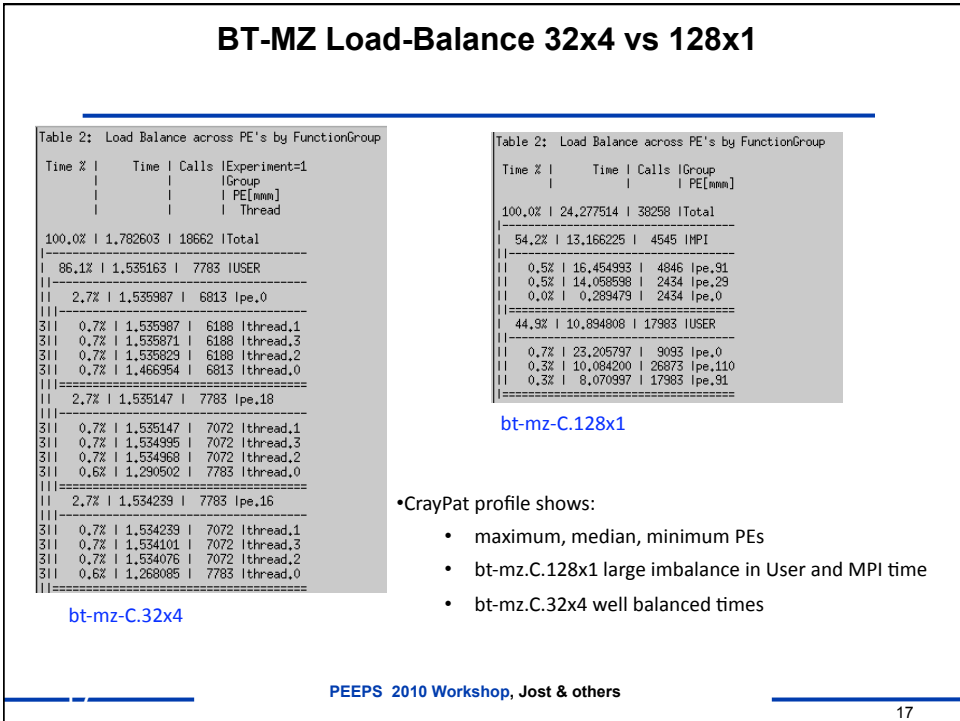 BT-MZ Load-Balance 32x4 vs 128x1
Table 2:  Load Balance across PE's by FunctionGroup
Time % |     Time | Calls |Experiment=1
|          |       |Group
|          |       | PE[mmm]
|          |       |  Thread
100.0% | 1.782603 | 18662 |Total
|---------------------------------------
|  86.1% | 1.535163 |  7783 |USER
||--------------------------------------
||   2.7% | 1.535987 |  6813 |pe.0
|||-------------------------------------
3||   0.7% | 1.535987 |  6188 |thread.1
3||   0.7% | 1.535871 |  6188 |thread.3
3||   0.7% | 1.535829 |  6188 |thread.2
3||   0.7% | 1.466954 |  6813 |thread.0
|||=====================================
||   2.7% | 1.535147 |  7783 |pe.18
|||-------------------------------------
3||   0.7% | 1.535147 |  7072 |thread.1
3||   0.7% | 1.534995 |  7072 |thread.3
3||   0.7% | 1.534968 |  7072 |thread.2
3||   0.6% | 1.290502 |  7783 |thread.0
|||=====================================
||   2.7% | 1.534239 |  7783 |pe.16
|||-------------------------------------
3||   0.7% | 1.534239 |  7072 |thread.1
3||   0.7% | 1.534101 |  7072 |thread.3
3||   0.7% | 1.534076 |  7072 |thread.2
3||   0.6% | 1.268085 |  7783 |thread.0
|||=====================================
bt-mz-C.32x4
Table 2:  Load Balance across PE's by FunctionGroup
Time % |      Time | Calls |Group
|           |       | PE[mmm]
100.0% | 24.277514 | 38258 |Total
|-------------------------------------
|  54.2% | 13.166225 |  4545 |MPI
||------------------------------------
||   0.5% | 16.454993 |  4846 |pe.91
||   0.5% | 14.058598 |  2434 |pe.29
||   0.0% |  0.289479 |  2434 |pe.0
||====================================
|  44.9% | 10.894808 | 17983 |USER
||------------------------------------
||   0.7% | 23.205797 |  9093 |pe.0
||   0.3% | 10.084200 | 26873 |pe.110
||   0.3% |  8.070997 | 17983 |pe.91
|=====================================
bt-mz-C.128x1
•CrayPat profile shows:
• maximum, median, minimum PEs
• bt-mz.C.128x1 large imbalance in User and MPI time
• bt-mz.C.32x4 well balanced times
PEEPS 2010 Workshop, Jost & others
17